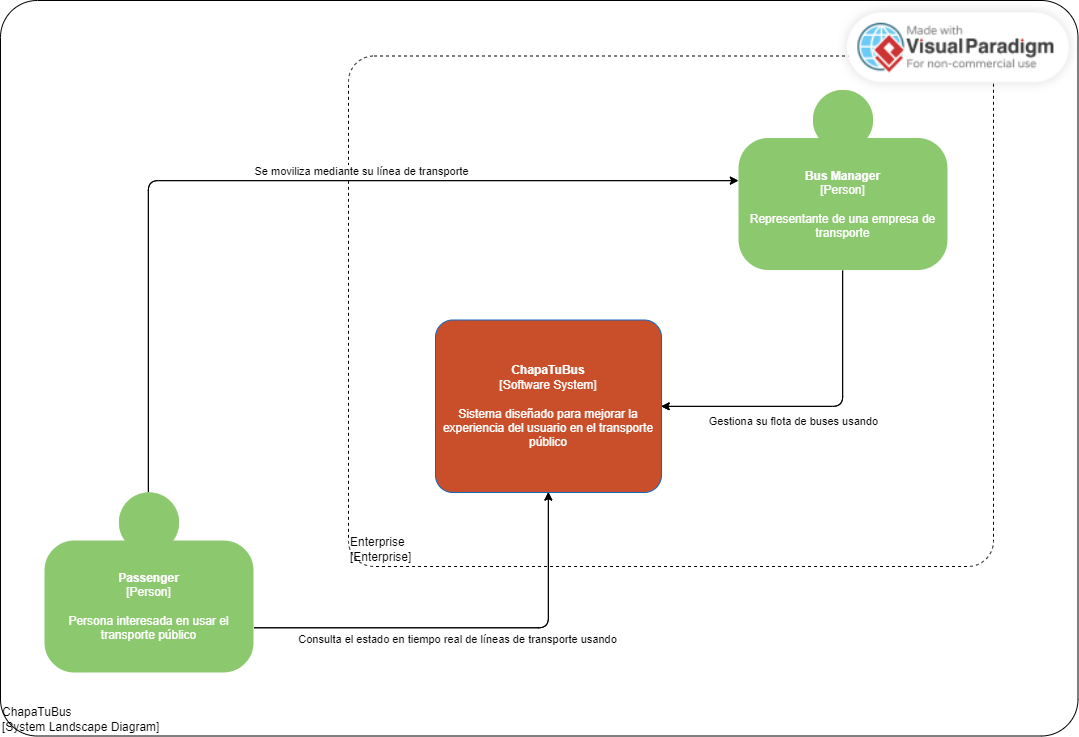 Made with
VisualParadigm
For non-commercial use
Se moviliza mediante su línea de transporte
Bus Manager
[Person]
Representante de una empresa de
transporte
ChapaTuBus
[Software System]
Sistema diseñado para mejorar la
experiencia del usuario en el transporte
público
Gestiona su flota de buses usando
Enterprise
[Enterprise]
Passenger
[Person]
Persona interesada en usar el
transporte público
Consulta el estado en tiempo real de líneas de transporte usando
ChapaTuBus
[System Landscape Diagram]